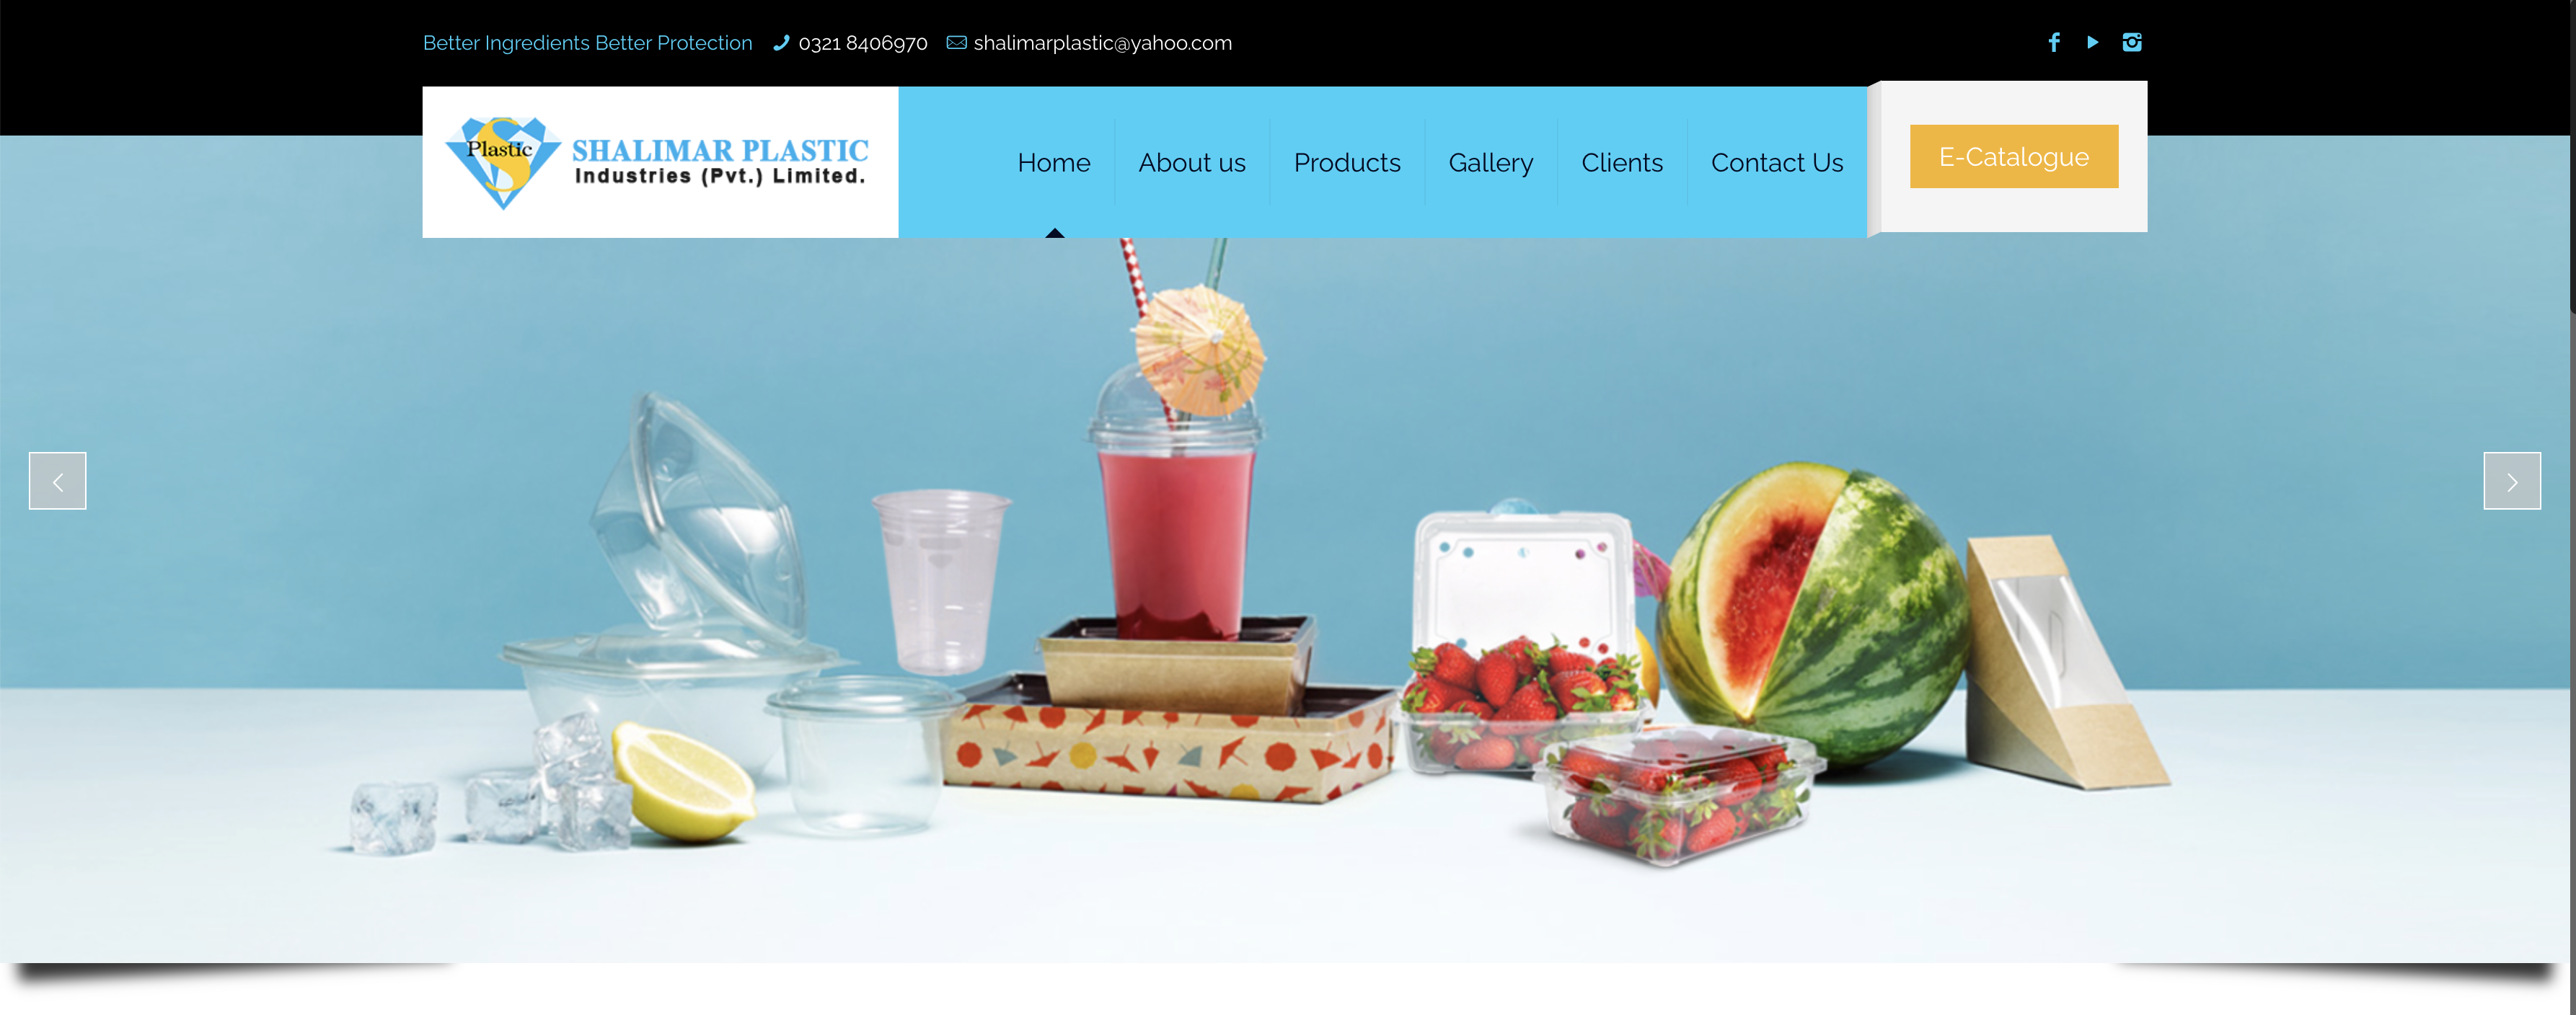 Better Ingredients Better Protection 0321 8406970 shalimarplastic@yahoo.com
Plastic S
SHALIMAR PLASTIC
Industries (Pvt.) Limited.
Home About us Products Gallery Clients Contact Us
E-Catalogue